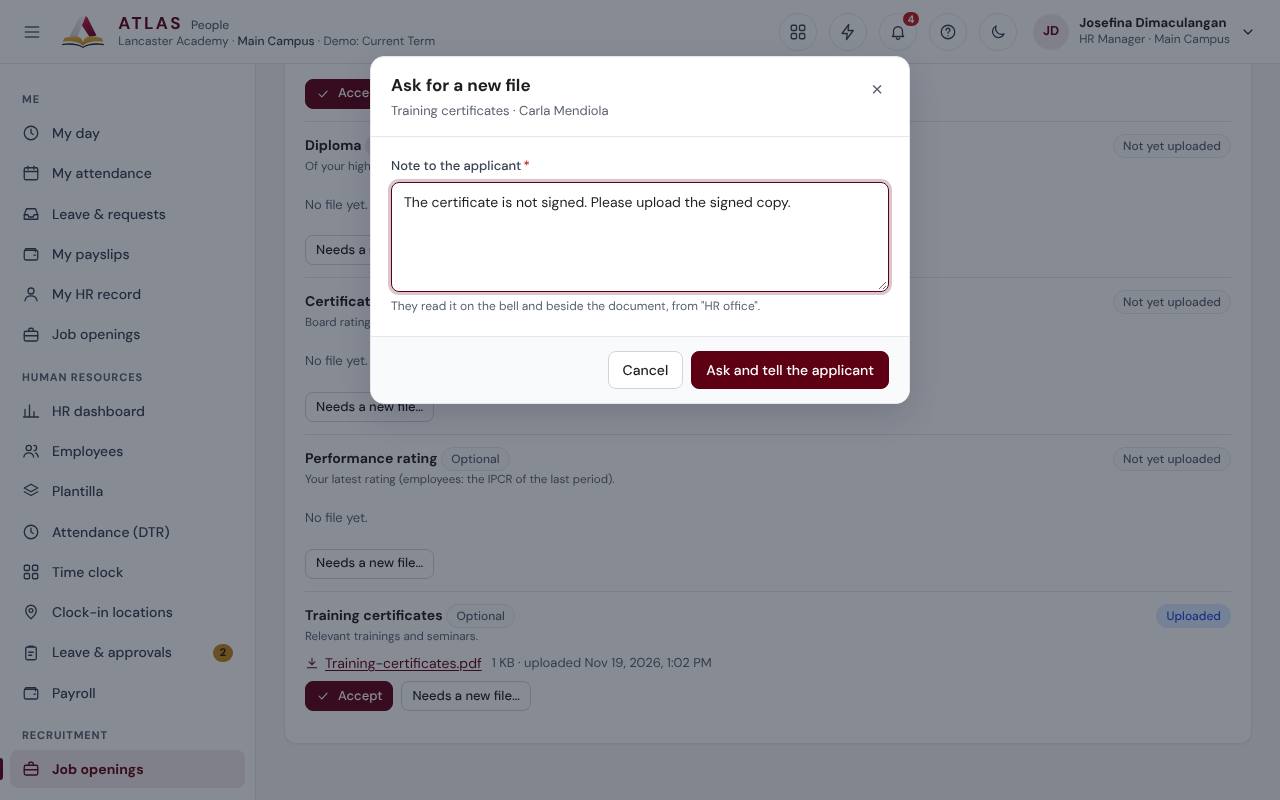 ATLAS People
Lancaster Academy · Main Campus · Demo: Current Term
4
JD
Josefina Dimaculangan
HR Manager · Main Campus
ME
My day
My attendance
Leave & requests
My payslips
My HR record
Job openings
HUMAN RESOURCES
HR dashboard
Employees
Plantilla
Attendance (DTR)
Time clock
Clock-in locations
Leave & approvals 2
Payroll
RECRUITMENT
Job openings
Ask for a new file
Training certificates · Carla Mendiola
Note to the applicant *
The certificate is not signed. Please upload the signed copy.
They read it on the bell and beside the document, from "HR office".
Cancel
Ask and tell the applicant
Diploma
Not yet uploaded
Of your high
No file yet.
Needs a
Not yet uploaded
Board rating
No file yet.
Needs a new file...
Performance rating Optional
Not yet uploaded
Your latest rating (employees: the IPCR of the last period).
No file yet.
Needs a new file...
Training certificates Optional
Uploaded
Relevant trainings and seminars.
Training-certificates.pdf 1 KB · uploaded Nov 19, 2026, 1:02 PM
Accept
Needs a new file...